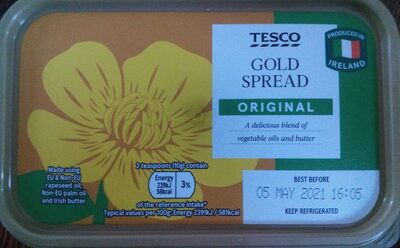 TESCO
PRODUCED IN
IRELAND
GOLD
SPREAD
ORIGINAL
A delicious blend of
vegetable oils and butter
Made using
EU & Non-EU
rapeseed oil,
Non-EU palm oil
and Irish butter
2 teaspoons (10g) contain
Energy
239kJ
58kcal
3%
of the reference intake*
Typical values per 100g: Energy 2391kJ / 581kcal
BEST BEFORE
05 MAY 2021 16:05
KEEP REFRIGERATED